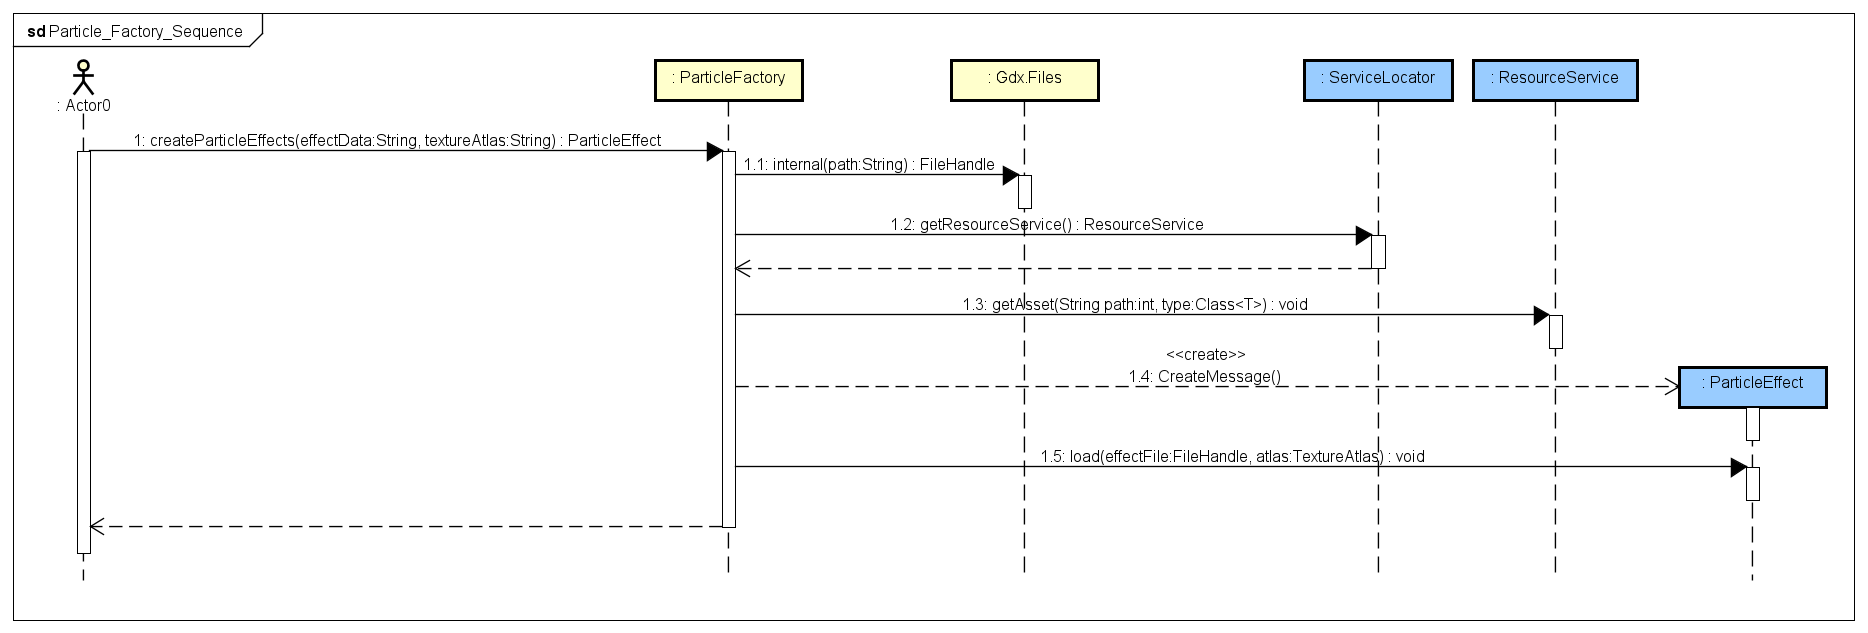 sd Particle_Factory_Sequence
: Actor0
: ParticleFactory
: Gdx.Files
: ServiceLocator
: ResourceService
1: createParticleEffects(effectData:String, textureAtlas:String) : ParticleEffect
1.1: internal(path:String) : FileHandle
1.2: getResourceService() : ResourceService
1.3: getAsset(String path:int, type:Class<T>) : void
<<create>>
1.4: CreateMessage()
: ParticleEffect
1.5: load(effectFile:FileHandle, atlas:TextureAtlas) : void